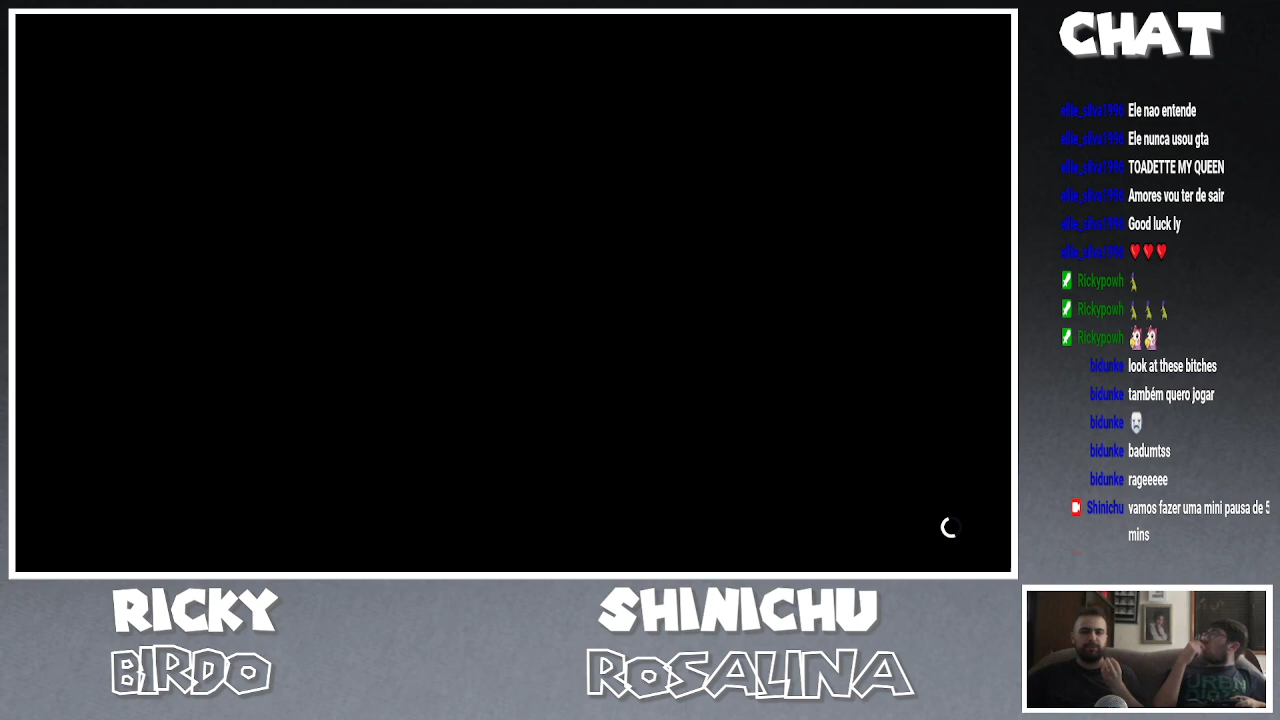 CHAT
Ele nao entende
Ele nunca usou gta
TOADETTE MY QUEEN
Amores vou ter de sair
Good luck ly
Rickypowh
Rickypowh
Rickypowh
bidunke look at these bitches
bidunke também quero jogar
bidunke
bidunke badumtss
bidunke rageeeee
Shinichu vamos fazer uma mini pausa de 5
mins
RICKY
SHINICHU
BIRDO
ROSALINA